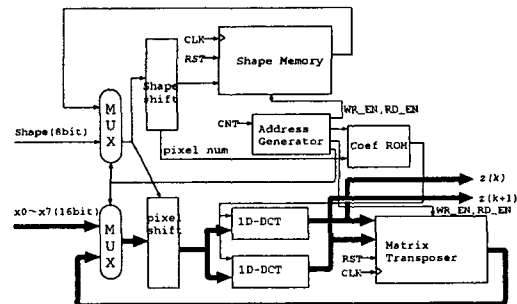 CLK
RST
Shape Memory
Shape
shift
MUX
Shape(8bit)
WR_EN,RD_EN
CNT
Address
Generator
Coef ROM
pixel num
z(k)
z(k+1)
x0~x7(16bit)
MUX
pixel
shift
1D-DCT
WR_EN,RD_EN
1D-DCT
Matrix
Transposer
RST
CLK